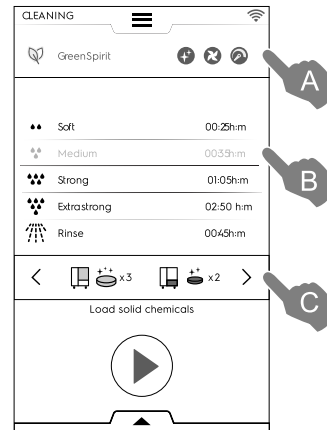 CLEANING
GreenSpirit
A
Soft 00:25h:m
Medium 00:35h:m
B
Strong 01:05h:m
Extrastrong 02:50 h:m
Rinse 00:45h:m
x3 x2
C
Load solid chemicals